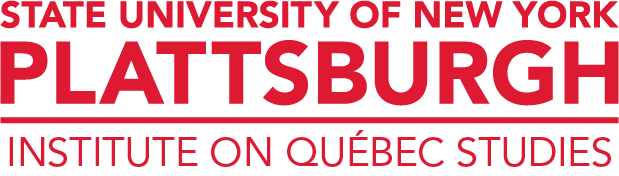 STATE UNIVERSITY OF NEW YORK
PLATTSBURGH
INSTITUTE ON QUÉBEC STUDIES